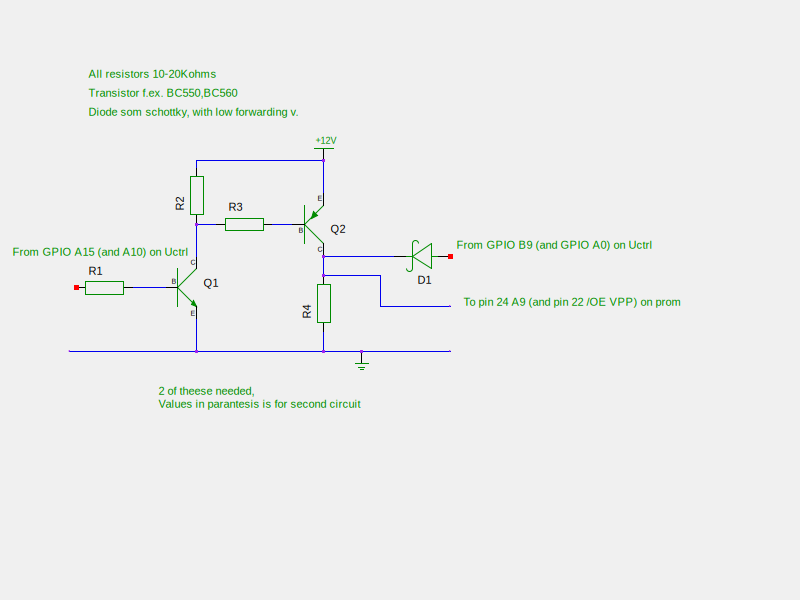 All resistors 10-20Kohms
Transistor f.ex. BC550,BC560
Diode som schottky, with low forwarding v.
+12V
R2
R3
E
B
Q2
C
From GPIO A15 (and A10) on Uctrl
From GPIO B9 (and GPIO A0) on Uctrl
R1
C
B
Q1
E
D1
R4
To pin 24 A9 (and pin 22 /OE VPP) on prom
2 of theese needed,
Values in parantesis is for second circuit